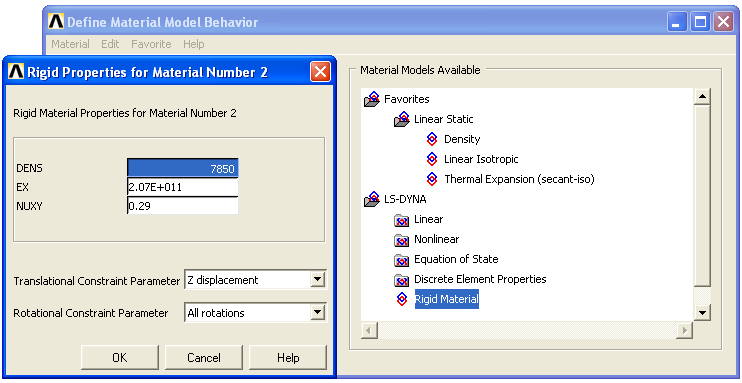 Define Material Model Behavior
Material Edit Favorite Help
Rigid Properties for Material Number 2
Rigid Material Properties for Material Number 2
DENS 7850
EX 2.07E+011
NUXY 0.29
Translational Constraint Parameter Z displacement
Rotational Constraint Parameter All rotations
OK Cancel Help
Material Models Available
Favorites
Linear Static
Density
Linear Isotropic
Thermal Expansion (secant-iso)
LS-DYNA
Linear
Nonlinear
Equation of State
Discrete Element Properties
Rigid Material